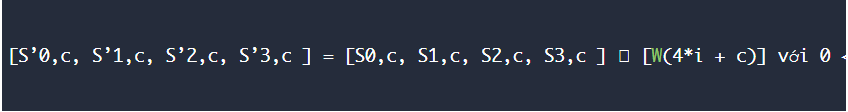 [S’0,c, S’1,c, S’2,c, S’3,c ] = [S0,c, S1,c, S2,c, S3,c ] □ [W(4*i + c)] với 0 <